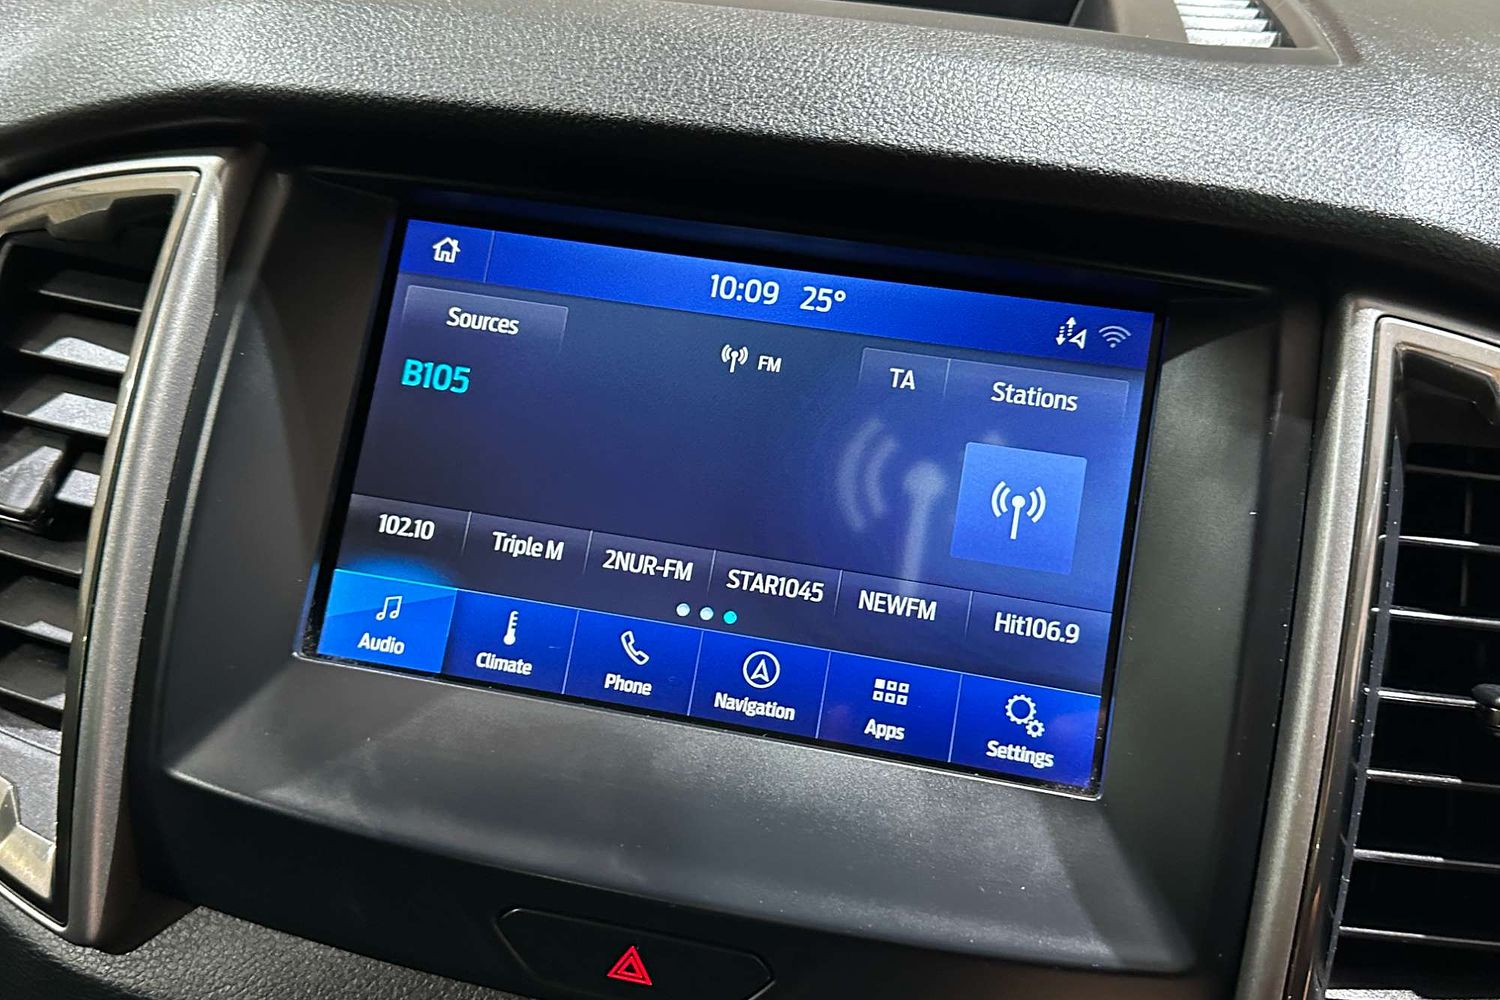 10:09 25°
Sources
FM
TA
Stations
B105
102.10
Triple M
2NUR-FM
STAR1045
NEWFM
Hit106.9
Audio
Climate
Phone
Navigation
Apps
Settings